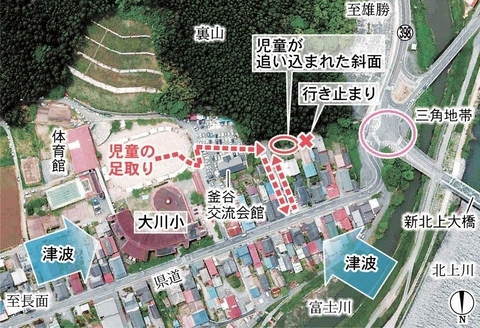 至雄勝
398
裏山
児童が
追い込まれた斜面
行き止まり
三角地帯
体育館
児童の
足取り
釜谷
交流会館
大川小
新北上大橋
津波
津波
県道
北上川
至長面
富士川
N